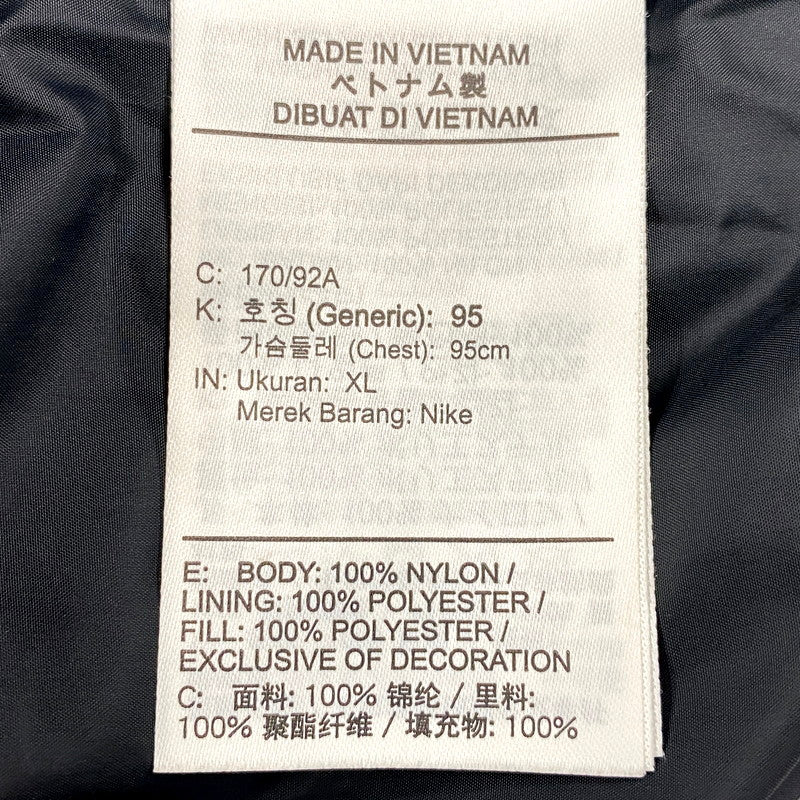 MADE IN VIETNAM
ベトナム製
DIBUAT DI VIETNAM
C: 170/92A
K: 호칭 (Generic): 95
가슴둘레 (Chest): 95cm
IN: Ukuran: XL
Merek Barang: Nike
E: BODY: 100% NYLON /
LINING: 100% POLYESTER /
FILL: 100% POLYESTER /
EXCLUSIVE OF DECORATION
C: 面料: 100% 锦纶 / 里料:
100% 聚酯纤维 / 填充物: 100%